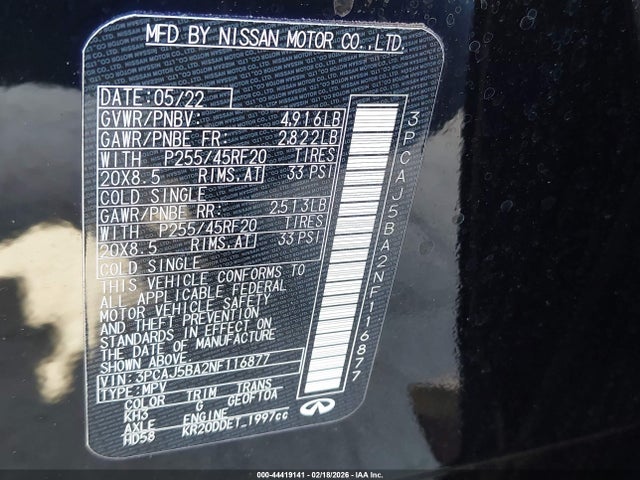 MFD BY NISSAN MOTOR CO.,LTD.
DATE: 05/22
GVWR/PNBV: 4,916LB
GAWR/PNBE FR: 2,822LB
WITH P255/45RF20 TIRES
20X8.5 RIMS.AT 33 PSI
COLD SINGLE
GAWR/PNBE RR: 2,513LB
WITH P255/45RF20 TIRES
20X8.5 RIMS.AT 33 PSI
COLD SINGLE
THIS VEHICLE CONFORMS TO
ALL APPLICABLE FEDERAL
MOTOR VEHICLE SAFETY
AND THEFT PREVENTION
STANDARDS IN EFFECT ON
THE DATE OF MANUFACTURE
SHOWN ABOVE
VIN: 3PCAJ5BA2NF116877
TYPE: MPV
COLOR TRIM TRANS
KH3 G GE0FT0A
AXLE ENGINE
HD58 KR20DDET_1997cc
3PCAJ5BA2NF116877
INFINITI
000-44419141 - 02/18/2026 - IAA Inc.